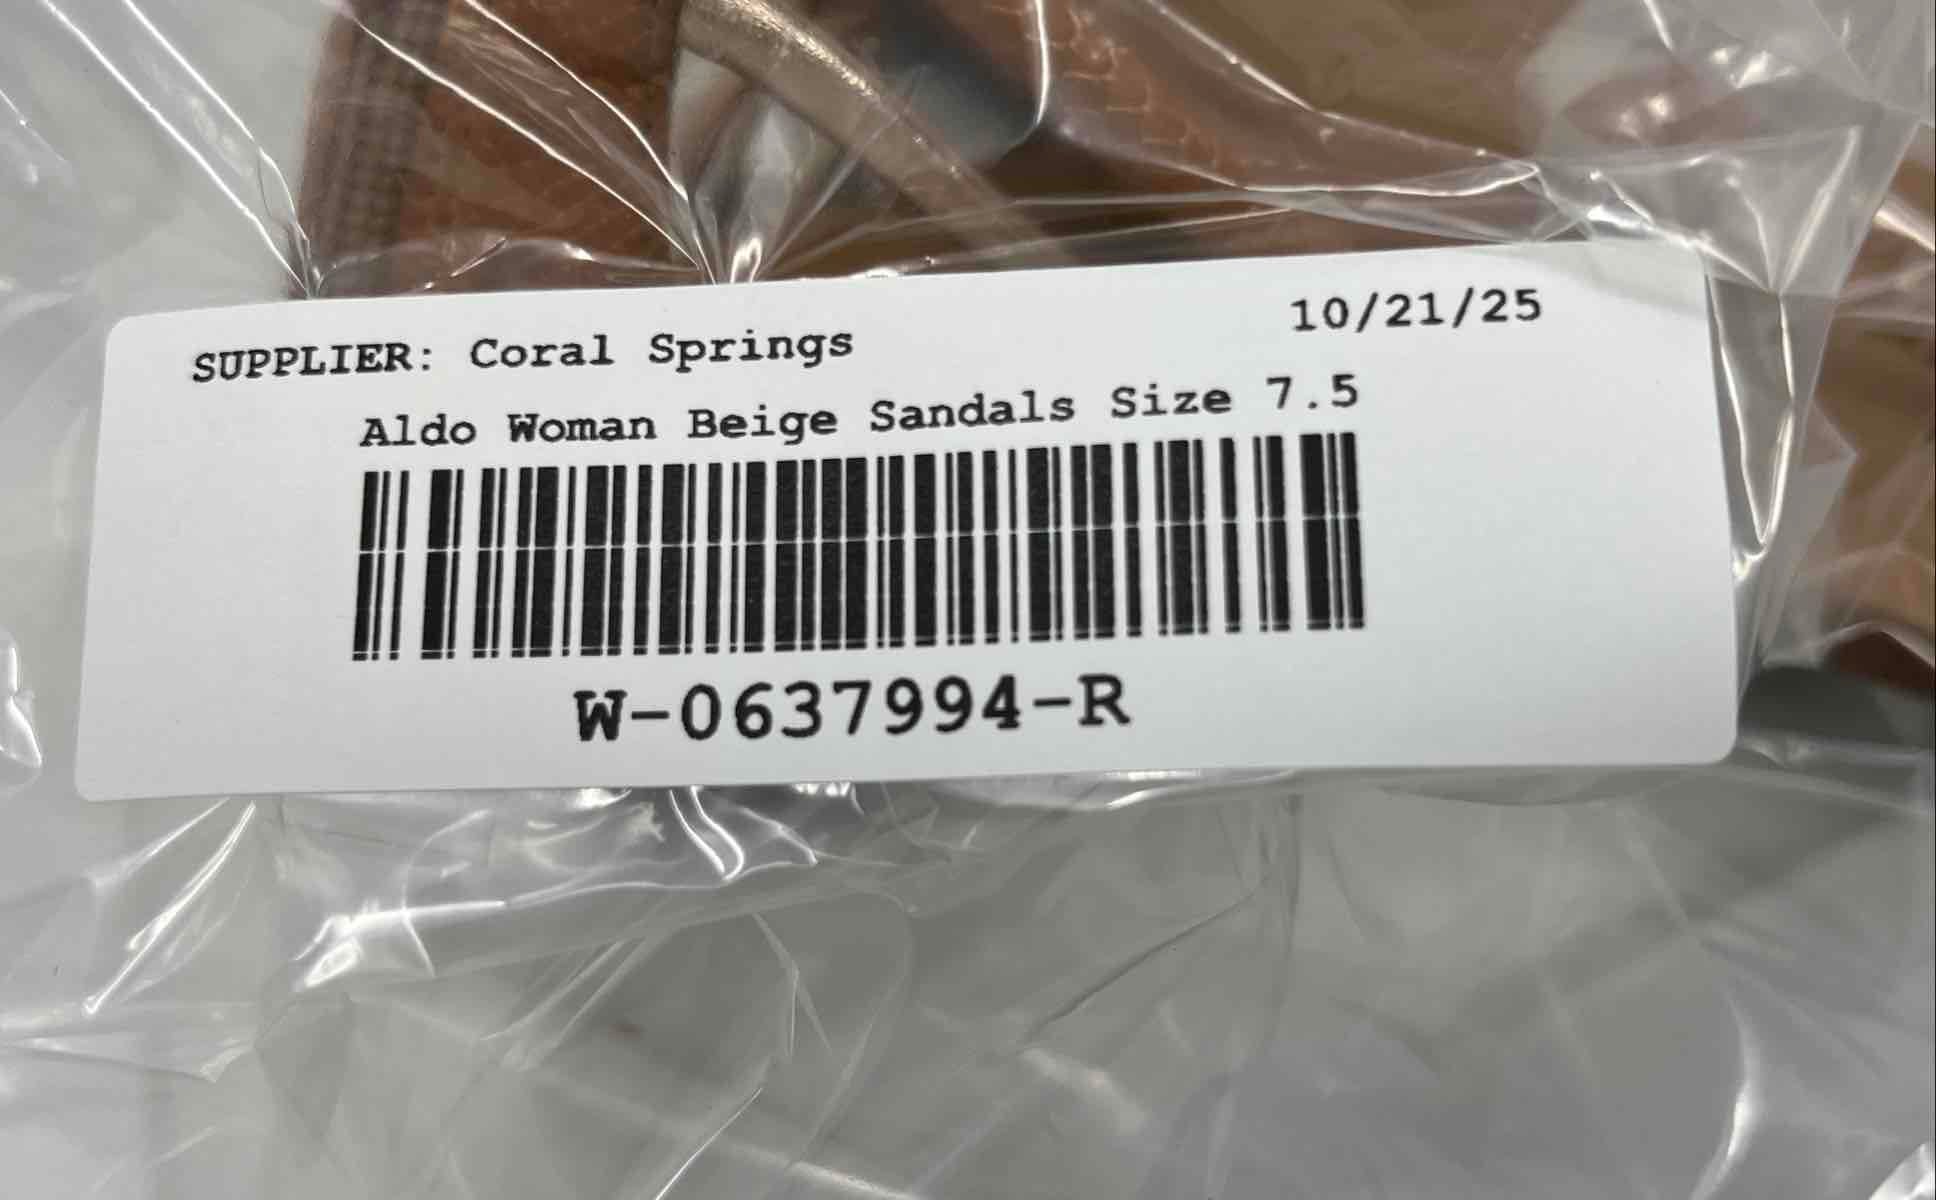 SUPPLIER: Coral Springs
10/21/25
Aldo Woman Beige Sandals Size 7.5
W-0637994-R